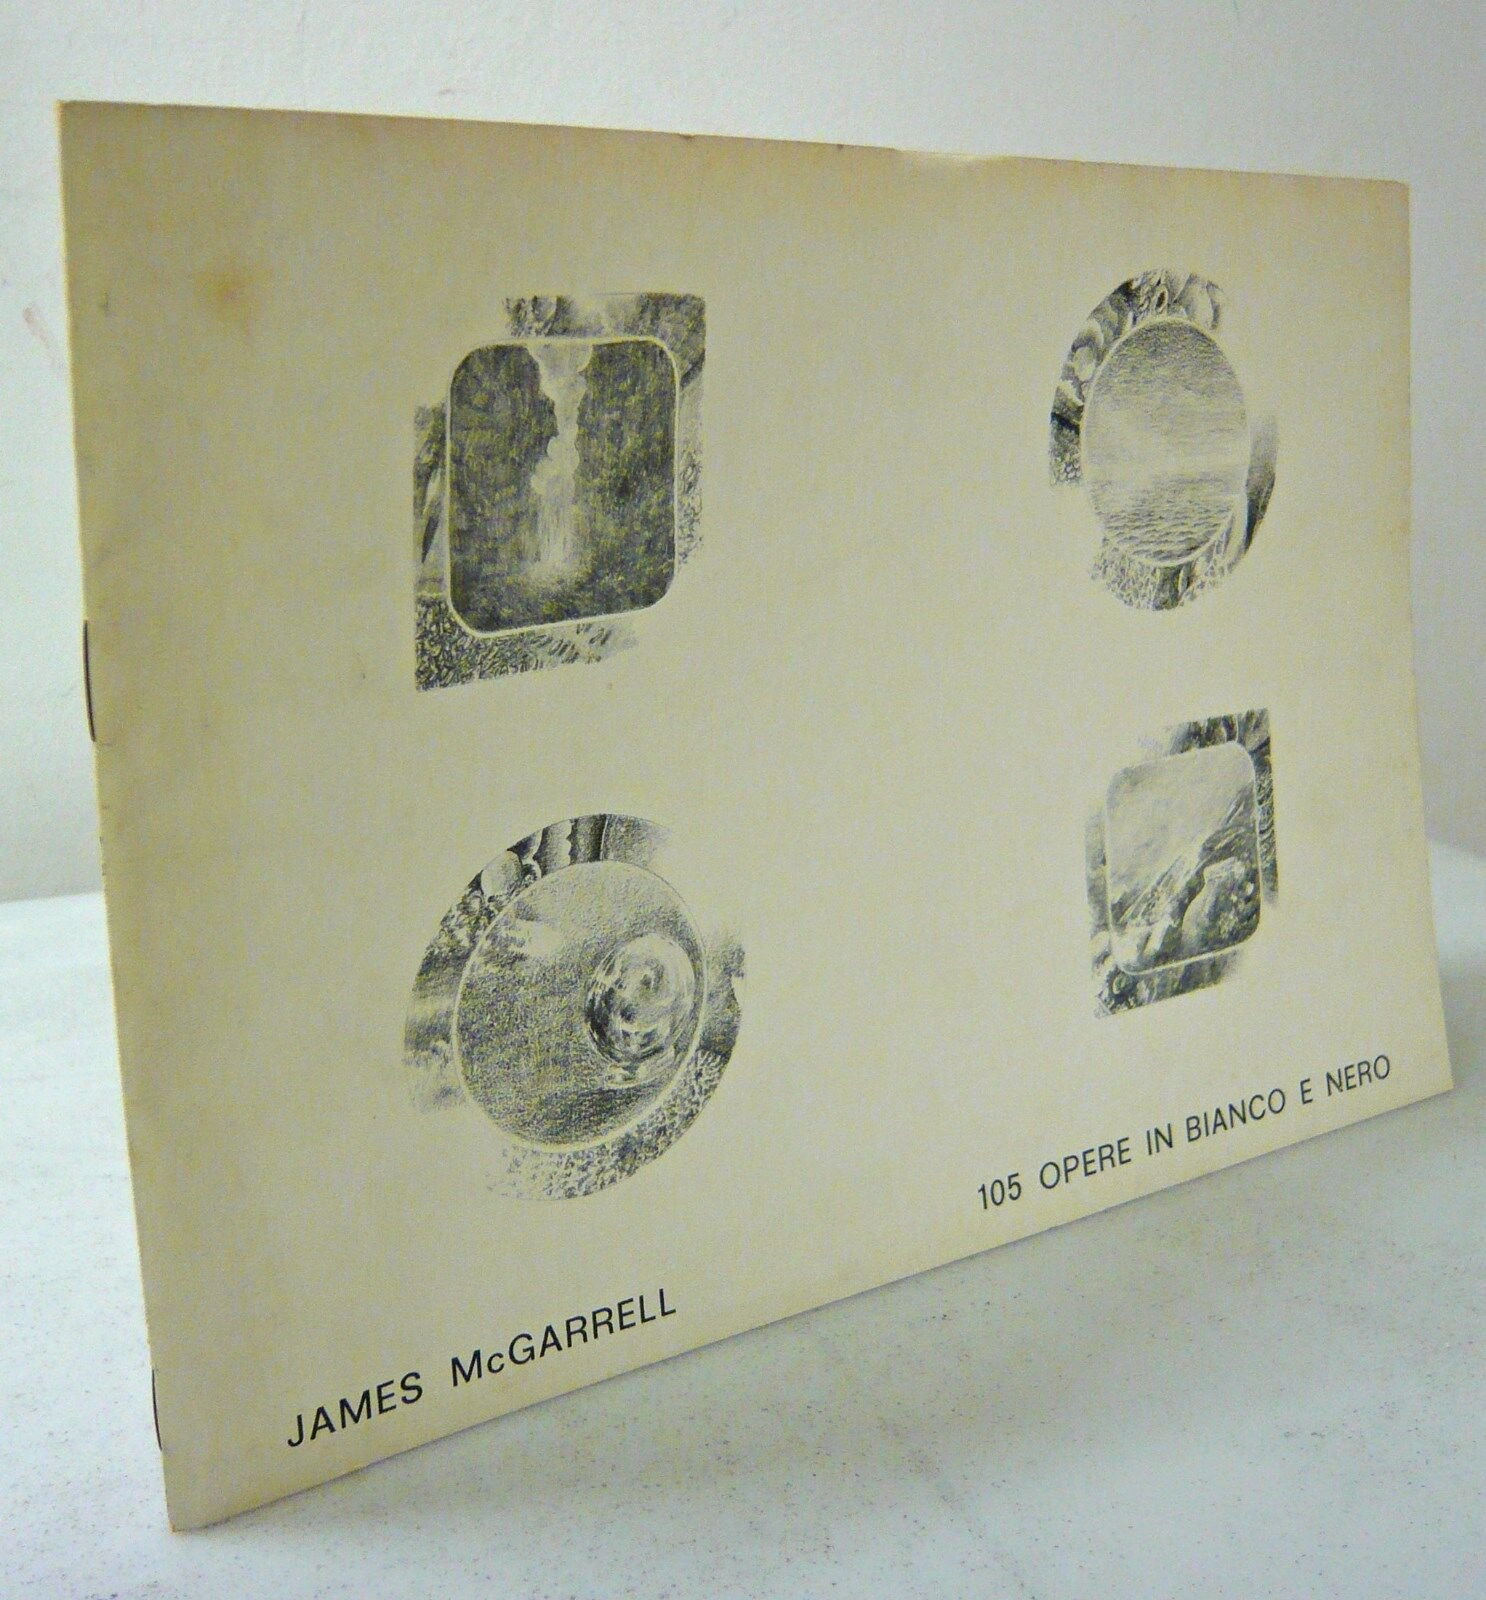 JAMES McGARRELL
105 OPERE IN BIANCO E NERO